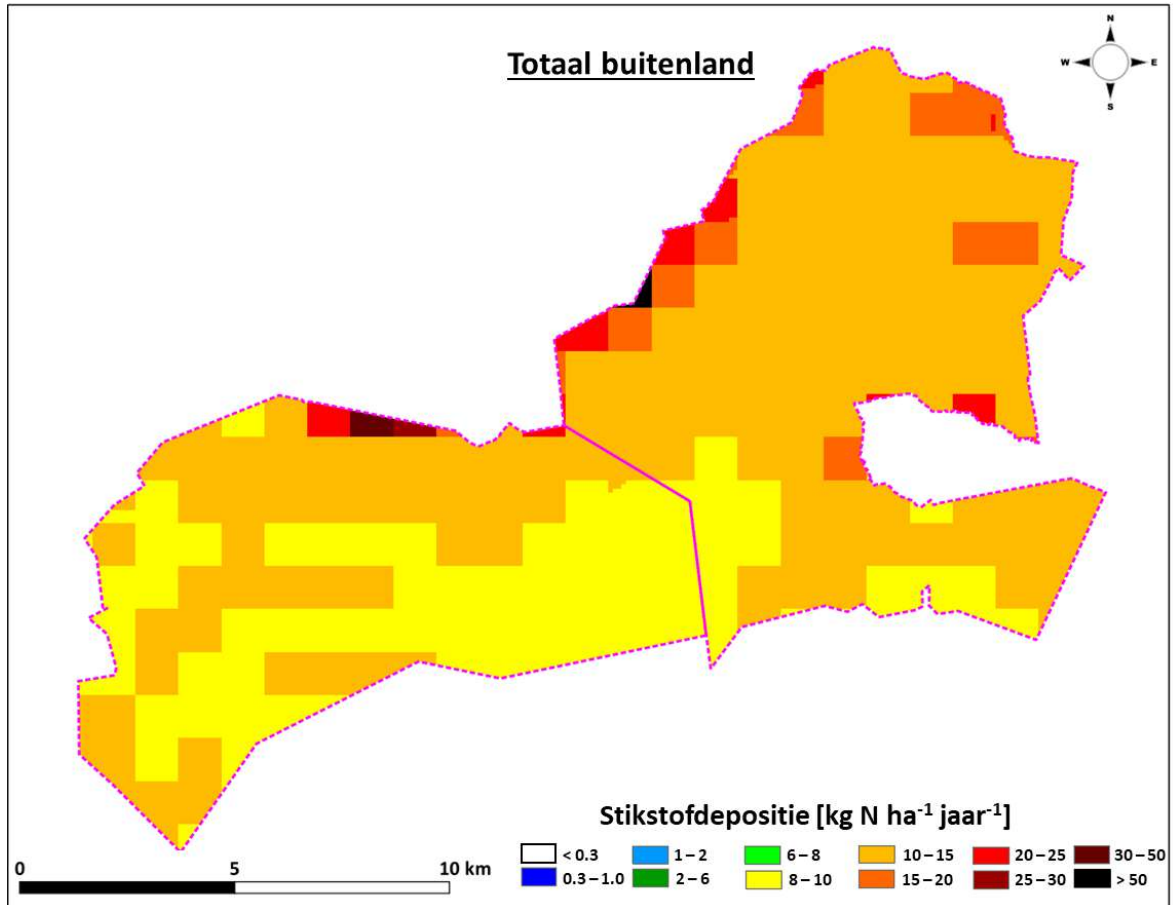 Totaal buitenland
N
W E
S
Stikstofdepositie [kg N ha⁻¹ jaar⁻¹]
< 0.3 1 – 2 6 – 8 10 – 15 20 – 25 30 – 50
0.3 – 1.0 2 – 6 8 – 10 15 – 20 25 – 30 > 50
0 5 10 km